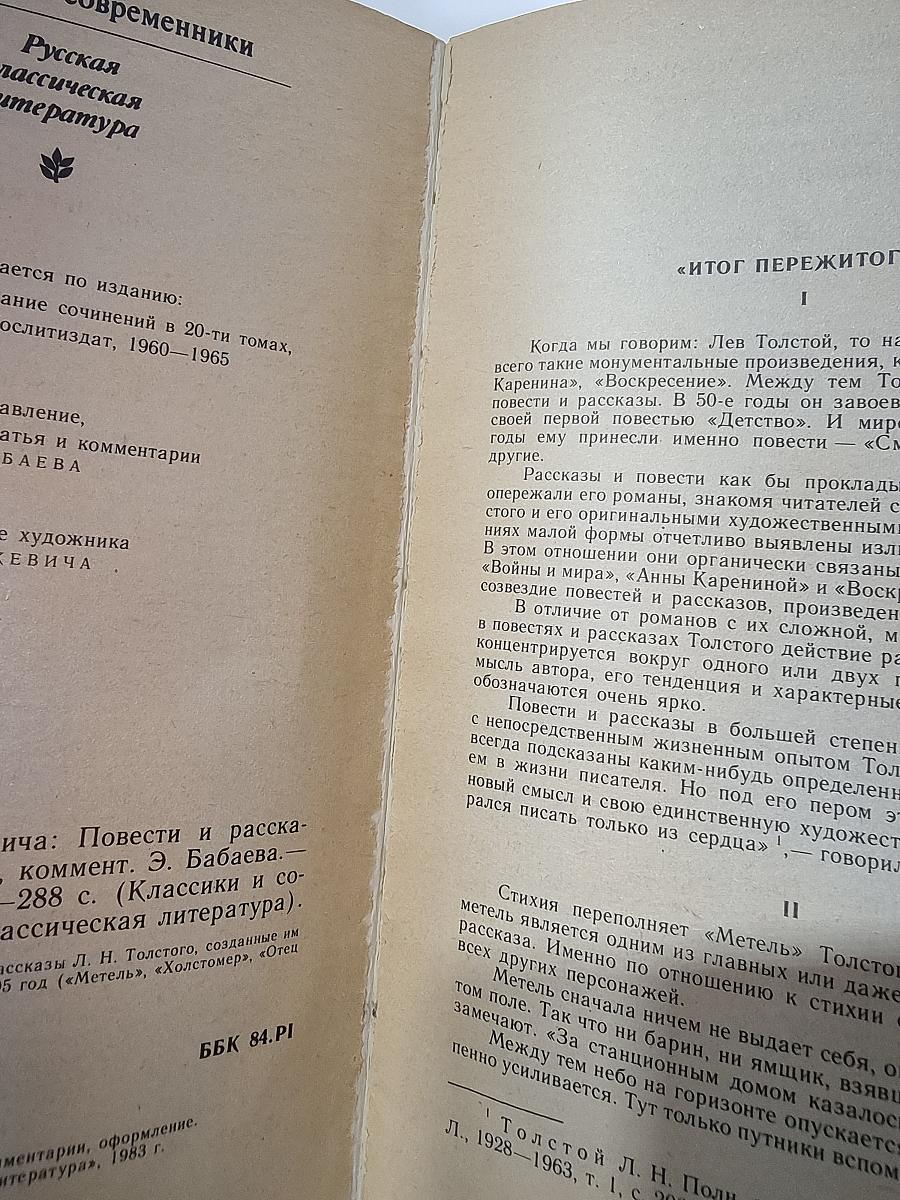 современники
Русская
лассическая
итература
ается по изданию:
ание сочинений в 20-ти томах,
ослитиздат, 1960—1965
авление,
атья и комментарии
БАЕВА
е художника
КЕВИЧА
ича: Повести и расска-
, коммент. Э. Бабаева.—
—288 с. (Классики и со-
ассическая литература).
ассказы Л. Н. Толстого, созданные им
95 год («Метель», «Холстомер», «Отец
ББК 84.Р1
ментарии, оформление.
итература», 1983 г.
«ИТОГ ПЕРЕЖИТОГ
I
Когда мы говорим: Лев Толстой, то на
всего такие монументальные произведения, к
Каренина», «Воскресение». Между тем То
повести и рассказы. В 50-е годы он завоев
своей первой повестью «Детство». И миро
годы ему принесли именно повести — «См
другие.
Рассказы и повести как бы проклады
опережали его романы, знакомя читателей с
стого и его оригинальными художественными
ниях малой формы отчетливо выявлены изл
В этом отношении они органически связаны
«Войны и мира», «Анны Карениной» и «Воскр
созвездие повестей и рассказов, произведен
В отличие от романов с их сложной, м
в повестях и рассказах Толстого действие ра
концентрируется вокруг одного или двух г
мысль автора, его тенденция и характерные
обозначаются очень ярко.
Повести и рассказы в большей степен
с непосредственным жизненным опытом Тол
всегда подсказаны каким-нибудь определенн
ем в жизни писателя. Но под его пером эт
новый смысл и свою единственную художест
рался писать только из сердца» 1,— говорил
II
Стихия переполняет «Метель» Толстог
метель является одним из главных или даже
рассказа. Именно по отношению к стихии
всех других персонажей.
Метель сначала ничем не выдает себя, о
том поле. Так что ни барин, ни ямщик, взявш
замечают. «За станционным домом казалос
Между тем небо на горизонте опускается
пенно усиливается. Тут только путники вспом
1 Толстой Л. Н. Полн
Л., 1928—1963, т. 1, с.